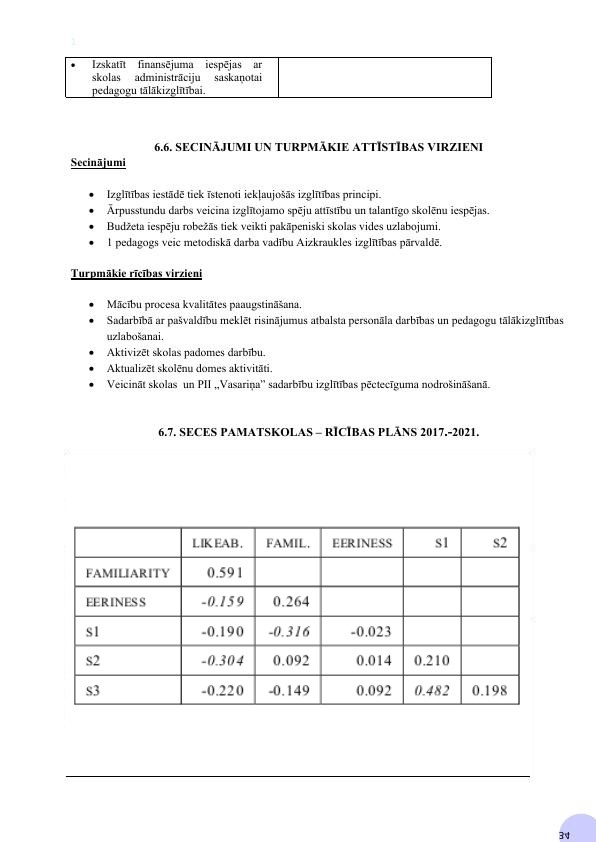 1
• Izskatīt finansējuma iespējas ar
skolas administrāciju saskaņotai
pedagogu tālākizglītībai.
6.6. SECINĀJUMI UN TURPMĀKIE ATTĪSTĪBAS VIRZIENI
Secinājumi
• Izglītības iestādē tiek īstenoti iekļaujošās izglītības principi.
• Ārpusstundu darbs veicina izglītojamo spēju attīstību un talantīgo skolēnu iespējas.
• Budžeta iespēju robežās tiek veikti pakāpeniski skolas vides uzlabojumi.
• 1 pedagogs veic metodiskā darba vadību Aizkraukles izglītības pārvaldē.
Turpmākie rīcības virzieni
• Mācību procesa kvalitātes paaugstināšana.
• Sadarbībā ar pašvaldību meklēt risinājumus atbalsta personāla darbības un pedagogu tālākizglītības
uzlabošanai.
• Aktivizēt skolas padomes darbību.
• Aktualizēt skolēnu domes aktivitāti.
• Veicināt skolas un PII „Vasariņa” sadarbību izglītības pēctecīguma nodrošināšanā.
6.7. SECES PAMATSKOLAS – RĪCĪBAS PLĀNS 2017.-2021.
LIKEAB. FAMIL. EERINESS S1 S2
FAMILIARITY 0.591
EERINESS -0.159 0.264
S1 -0.190 -0.316 -0.023
S2 -0.304 0.092 0.014 0.210
S3 -0.220 -0.149 0.092 0.482 0.198